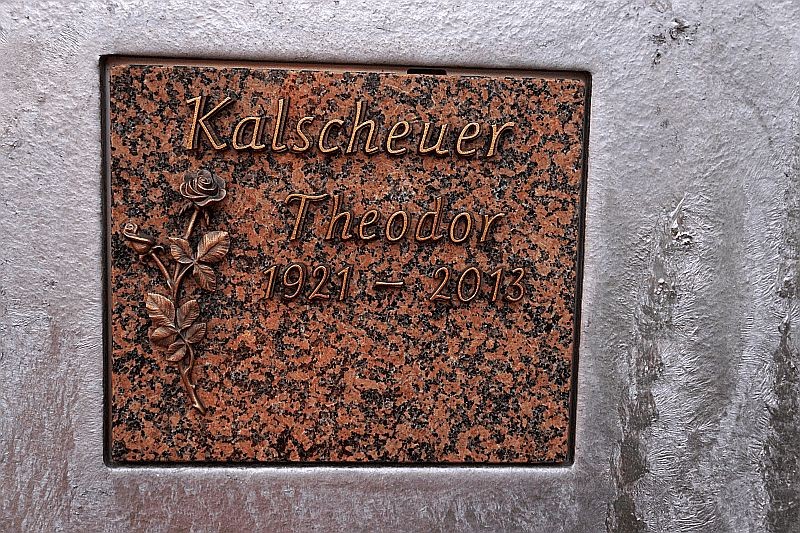 Kalscheuer
Theodor
1921 – 2013